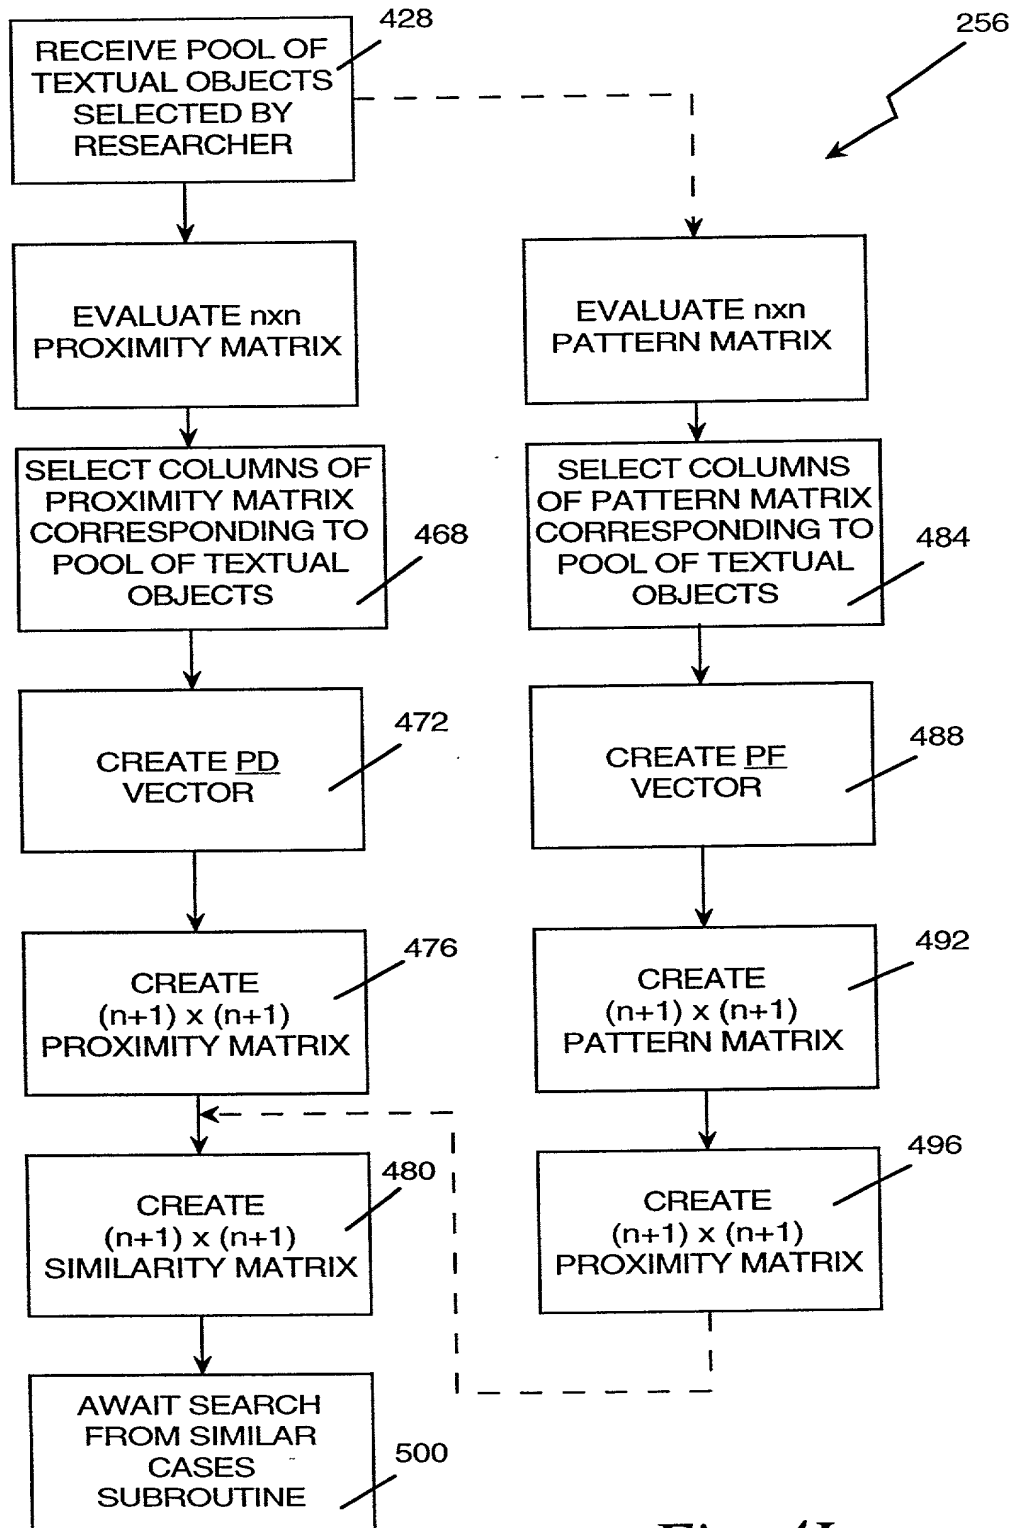 428
256
RECEIVE POOL OF
TEXTUAL OBJECTS
SELECTED BY
RESEARCHER
EVALUATE nxn
PROXIMITY MATRIX
EVALUATE nxn
PATTERN MATRIX
SELECT COLUMNS OF
PROXIMITY MATRIX
CORRESPONDING TO
POOL OF TEXTUAL
OBJECTS
468
SELECT COLUMNS
OF PATTERN MATRIX
CORRESPONDING TO
POOL OF TEXTUAL
OBJECTS
484
CREATE PD
VECTOR
472
CREATE PF
VECTOR
488
CREATE
(n+1) x (n+1)
PROXIMITY MATRIX
476
CREATE
(n+1) x (n+1)
PATTERN MATRIX
492
CREATE
(n+1) x (n+1)
SIMILARITY MATRIX
480
CREATE
(n+1) x (n+1)
PROXIMITY MATRIX
496
AWAIT SEARCH
FROM SIMILAR
CASES
SUBROUTINE
500